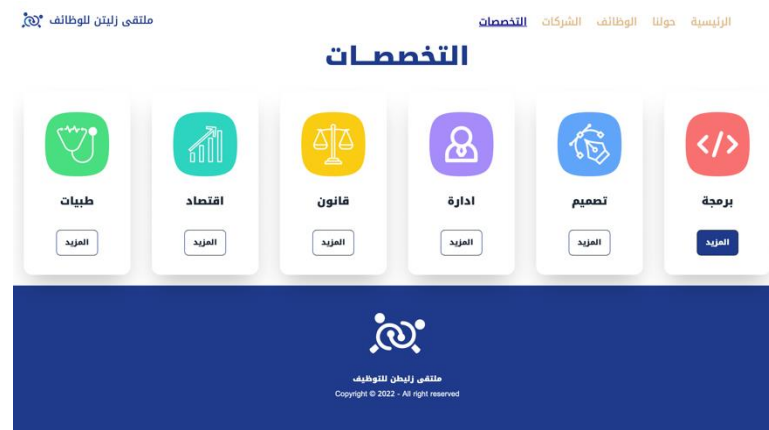 الرئيسية حولنا الوظائف الشركات التخصصات
ملتقى زليتن للوظائف
التخصصــات
برمجة
المزيد
تصميم
المزيد
ادارة
المزيد
قانون
المزيد
اقتصاد
المزيد
طبيات
المزيد
ملتقى زليطن للتوظيف
Copyright © 2022 - All right reserved